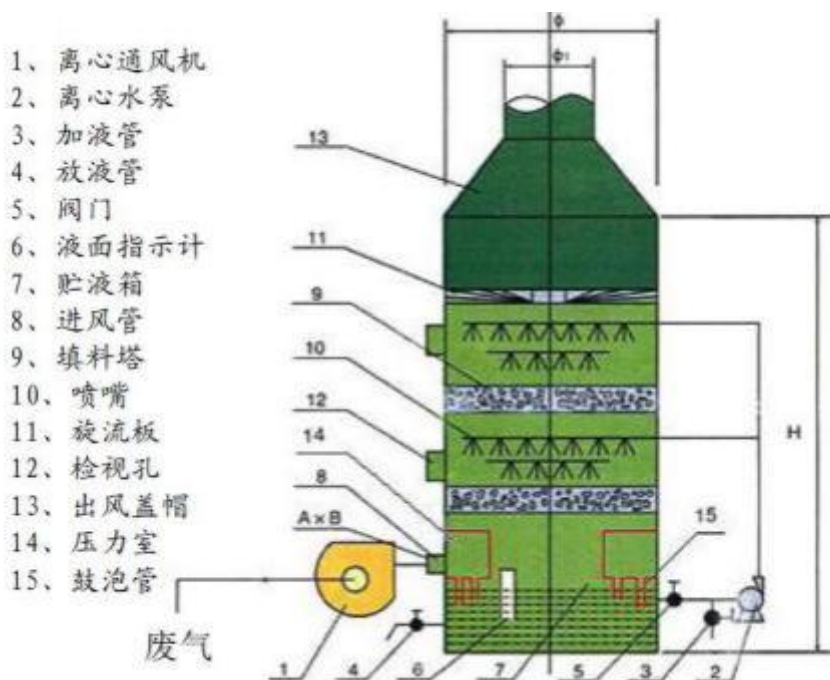 1、离心通风机
2、离心水泵
3、加液管
4、放液管
5、阀门
6、液面指示计
7、贮液箱
8、进风管
9、填料塔
10、喷嘴
11、旋流板
12、检视孔
13、出风盖帽
14、压力室
15、鼓泡管
废气
Φ
Φ1
13
11
9
10
12
14
8
A×B
15
H
1
4
6
7
5
3
2